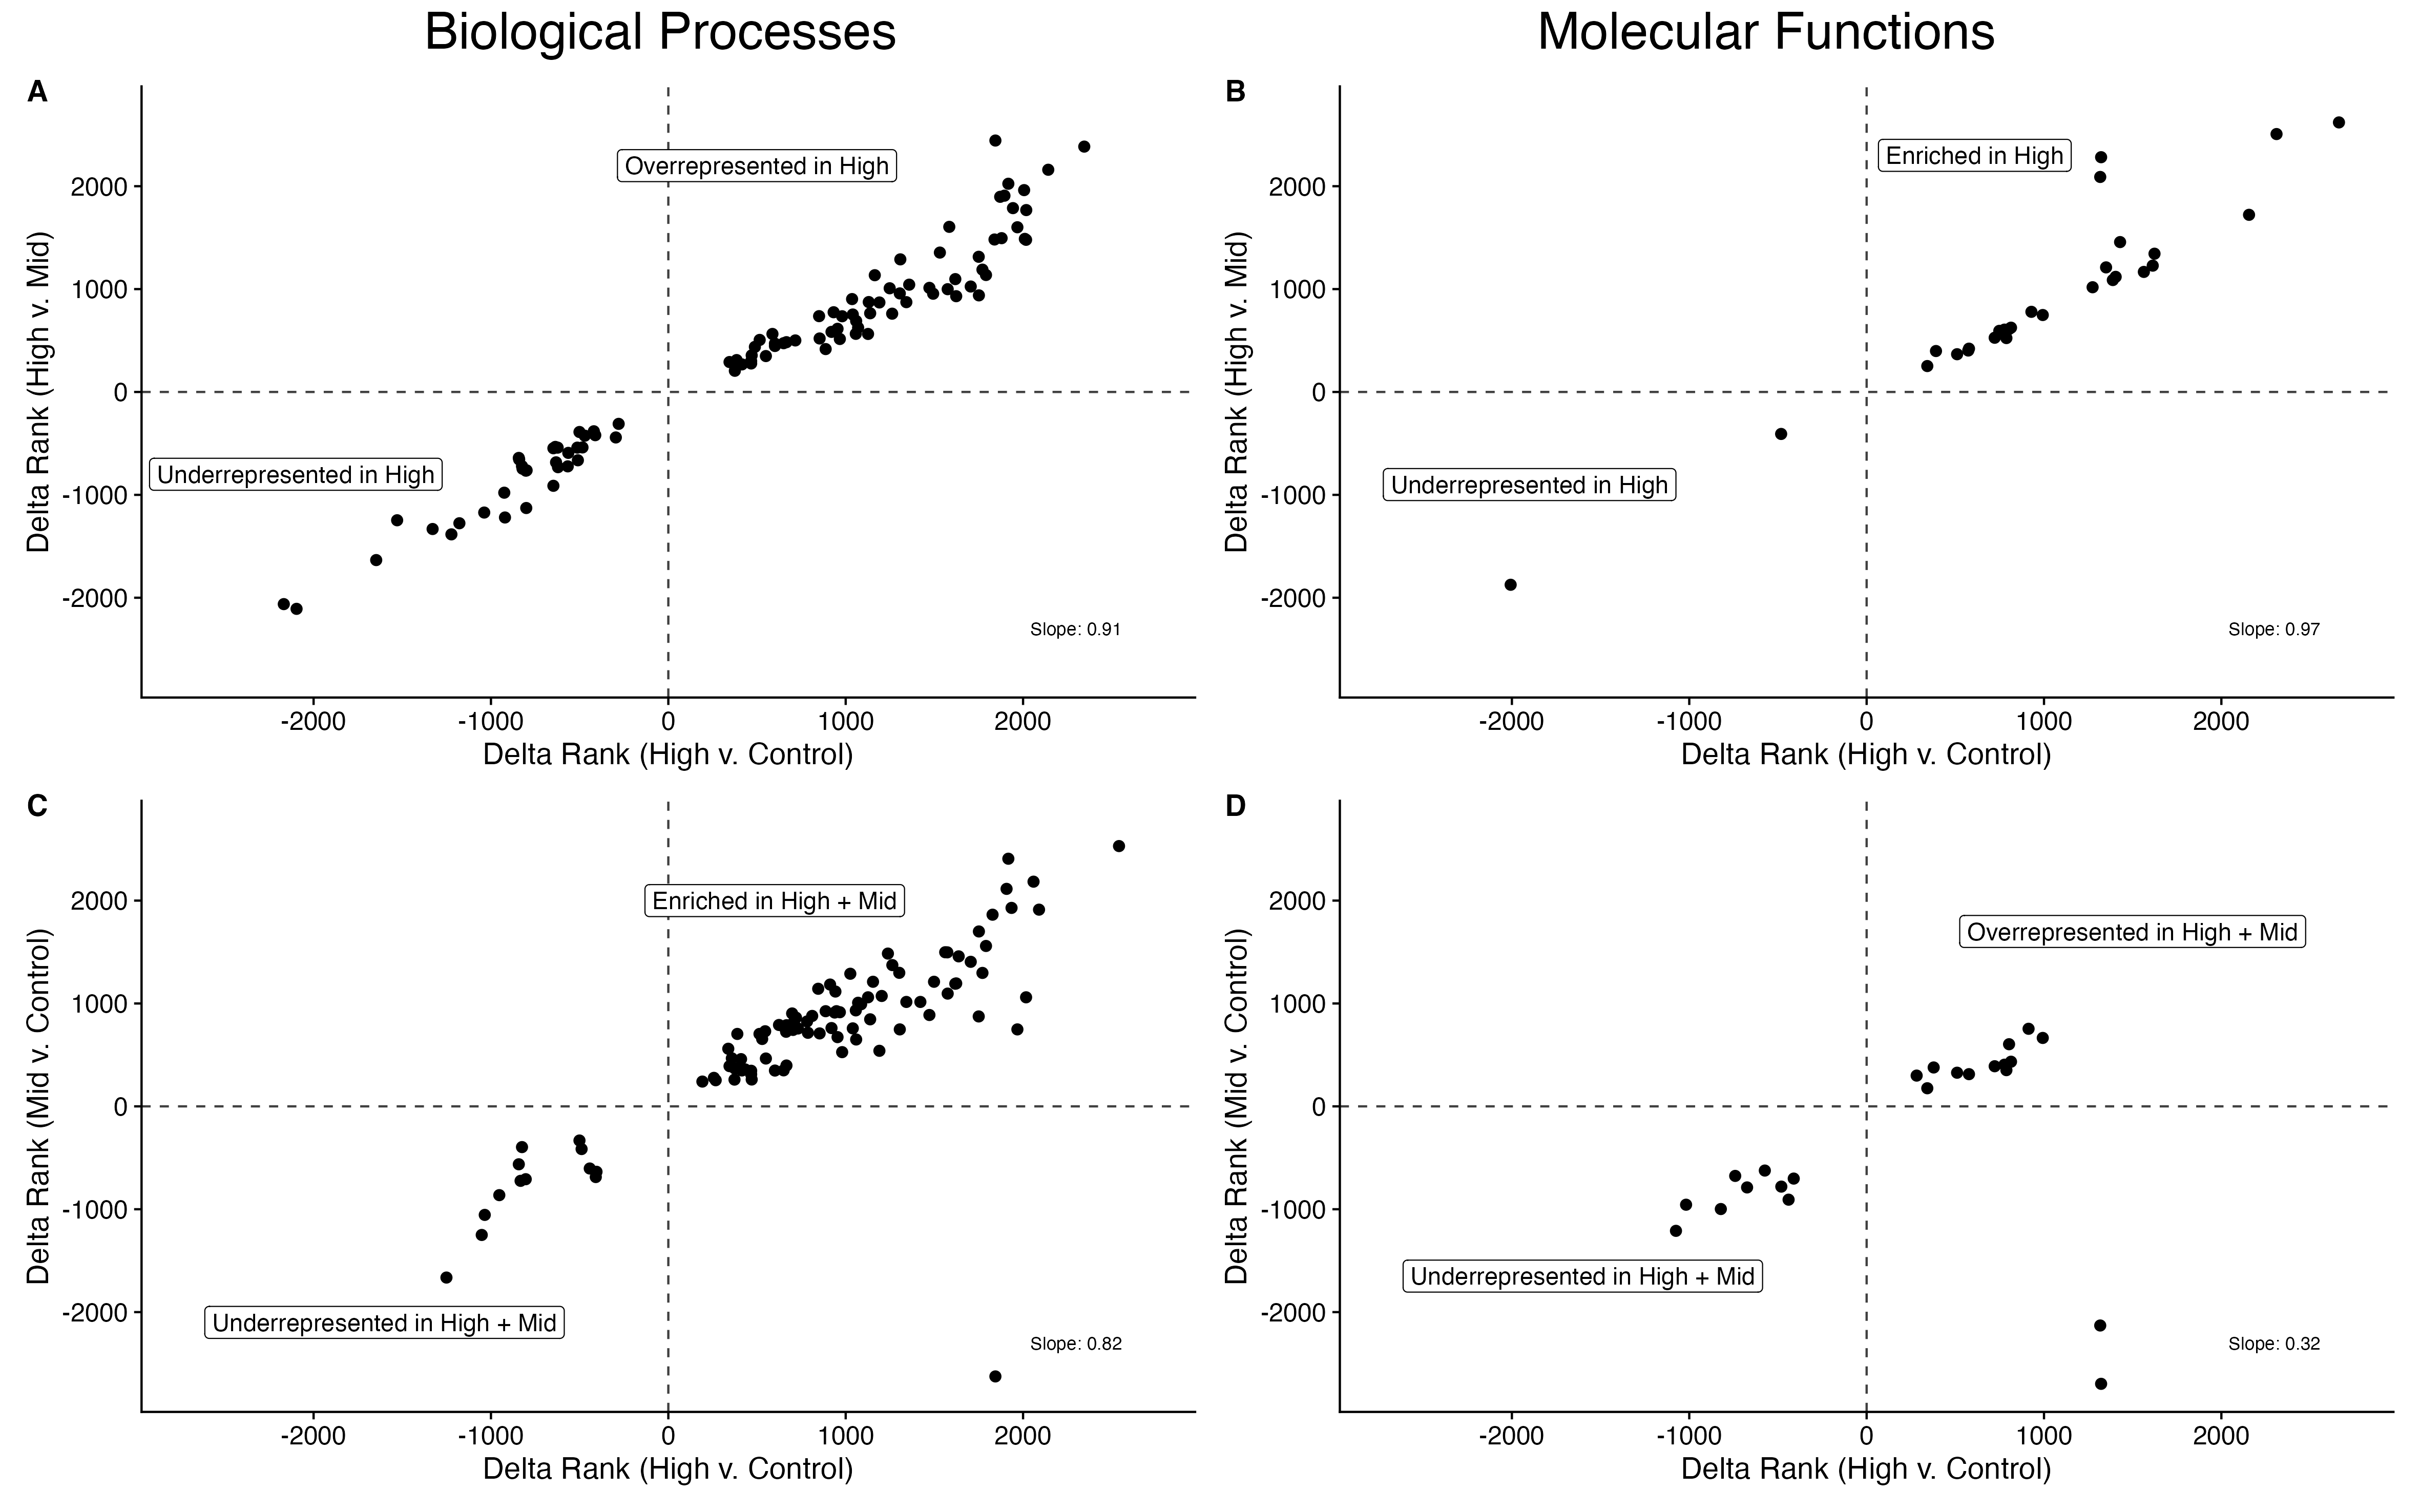 Biological Processes
Molecular Functions
A
Delta Rank (High v. Mid)
2000
1000
0
-1000
-2000
Overrepresented in High
Underrepresented in High
Slope: 0.91
-2000 -1000 0 1000 2000
Delta Rank (High v. Control)
B
Delta Rank (High v. Mid)
2000
1000
0
-1000
-2000
Enriched in High
Underrepresented in High
Slope: 0.97
-2000 -1000 0 1000 2000
Delta Rank (High v. Control)
C
Delta Rank (Mid v. Control)
2000
1000
0
-1000
-2000
Enriched in High + Mid
Underrepresented in High + Mid
Slope: 0.82
-2000 -1000 0 1000 2000
Delta Rank (High v. Control)
D
Delta Rank (Mid v. Control)
2000
1000
0
-1000
-2000
Overrepresented in High + Mid
Underrepresented in High + Mid
Slope: 0.32
-2000 -1000 0 1000 2000
Delta Rank (High v. Control)